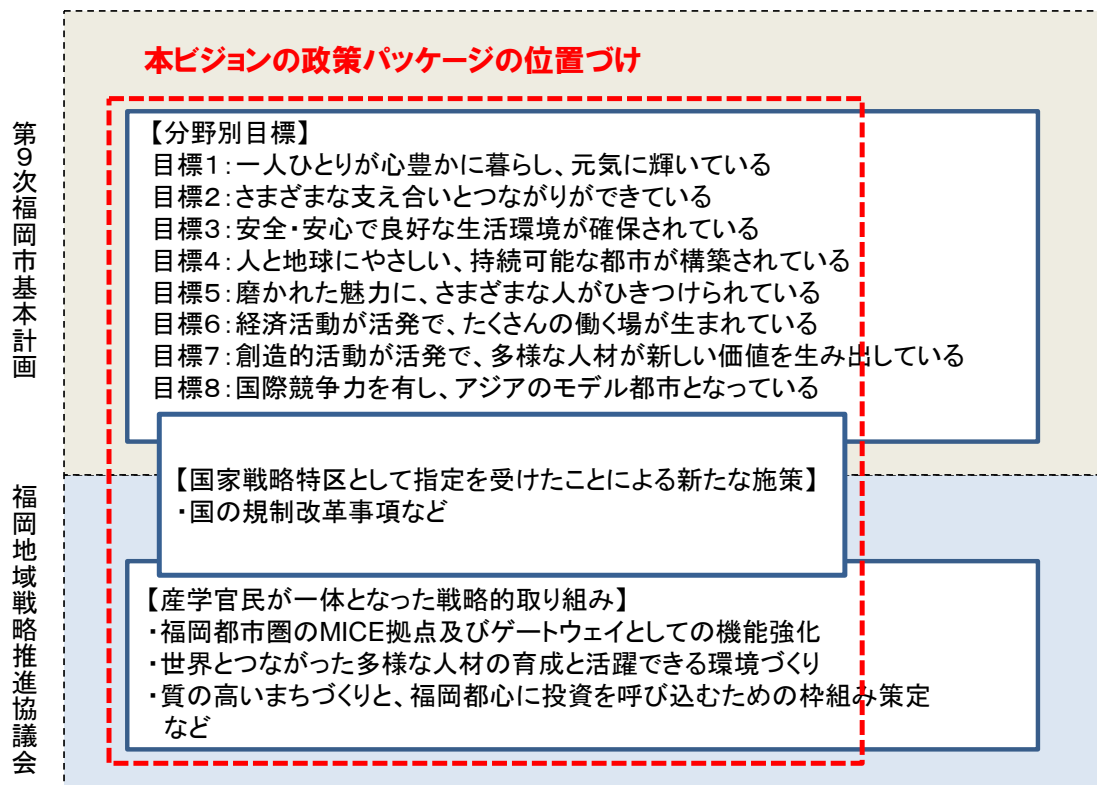 本ビジョンの政策パッケージの位置づけ
第9次福岡市基本計画
【分野別目標】
目標1：一人ひとりが心豊かに暮らし、元気に輝いている
目標2：さまざまな支え合いとつながりができている
目標3：安全・安心で良好な生活環境が確保されている
目標4：人と地球にやさしい、持続可能な都市が構築されている
目標5：磨かれた魅力に、さまざまな人がひきつけられている
目標6：経済活動が活発で、たくさんの働く場が生まれている
目標7：創造的活動が活発で、多様な人材が新しい価値を生み出している
目標8：国際競争力を有し、アジアのモデル都市となっている
【国家戦略特区として指定を受けたことによる新たな施策】
・国の規制改革事項など
福岡地域戦略推進協議会
【産学官民が一体となった戦略的取り組み】
・福岡都市圏のMICE拠点及びゲートウェイとしての機能強化
・世界とつながった多様な人材の育成と活躍できる環境づくり
・質の高いまちづくりと、福岡都心に投資を呼び込むための枠組み策定
など